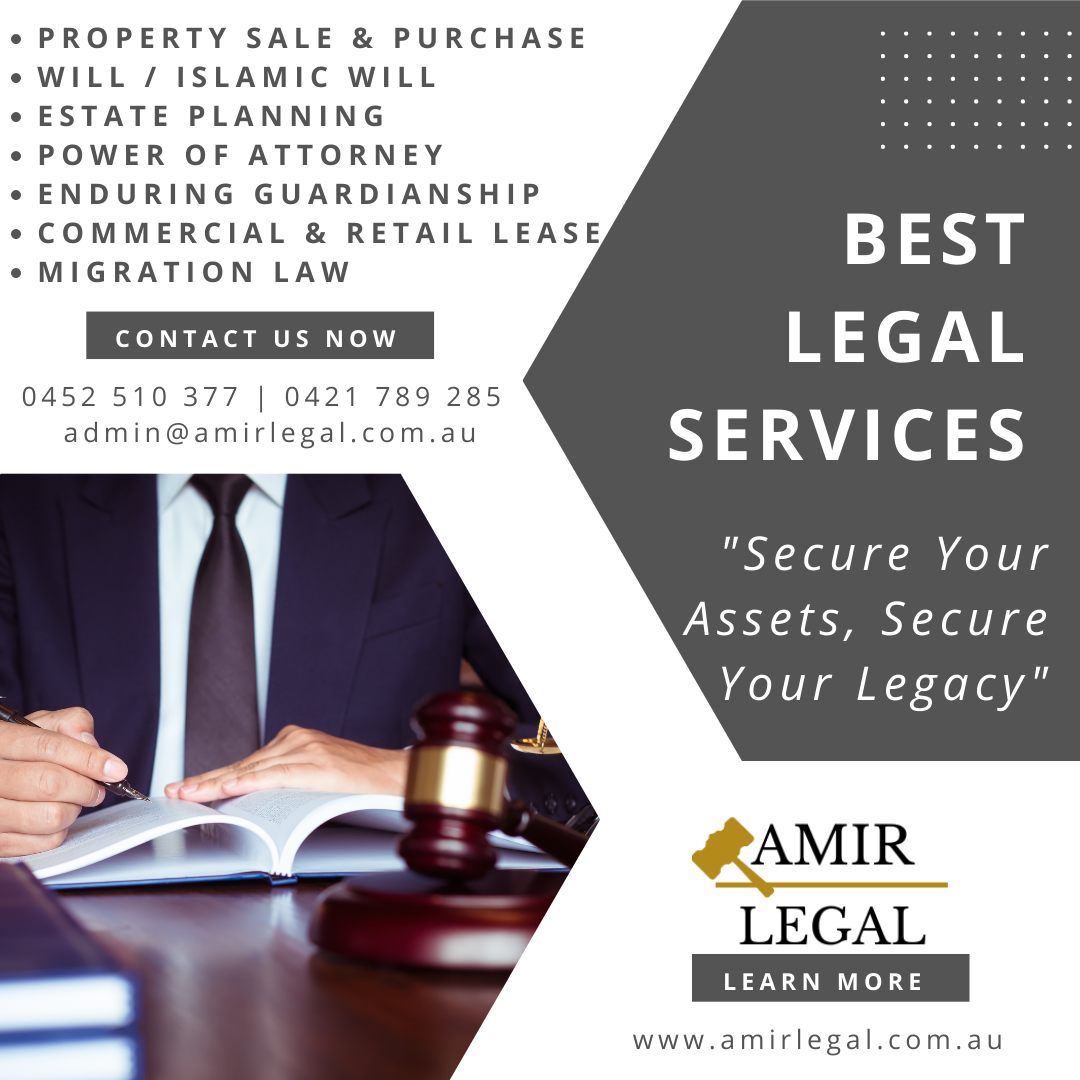 • PROPERTY SALE & PURCHASE
• WILL / ISLAMIC WILL
• ESTATE PLANNING
• POWER OF ATTORNEY
• ENDURING GUARDIANSHIP
• COMMERCIAL & RETAIL LEASE
• MIGRATION LAW
CONTACT US NOW
0452 510 377 | 0421 789 285
admin@amirlegal.com.au
BEST
LEGAL
SERVICES
"Secure Your
Assets, Secure
Your Legacy"
AMIR
LEGAL
LEARN MORE
www.amirlegal.com.au